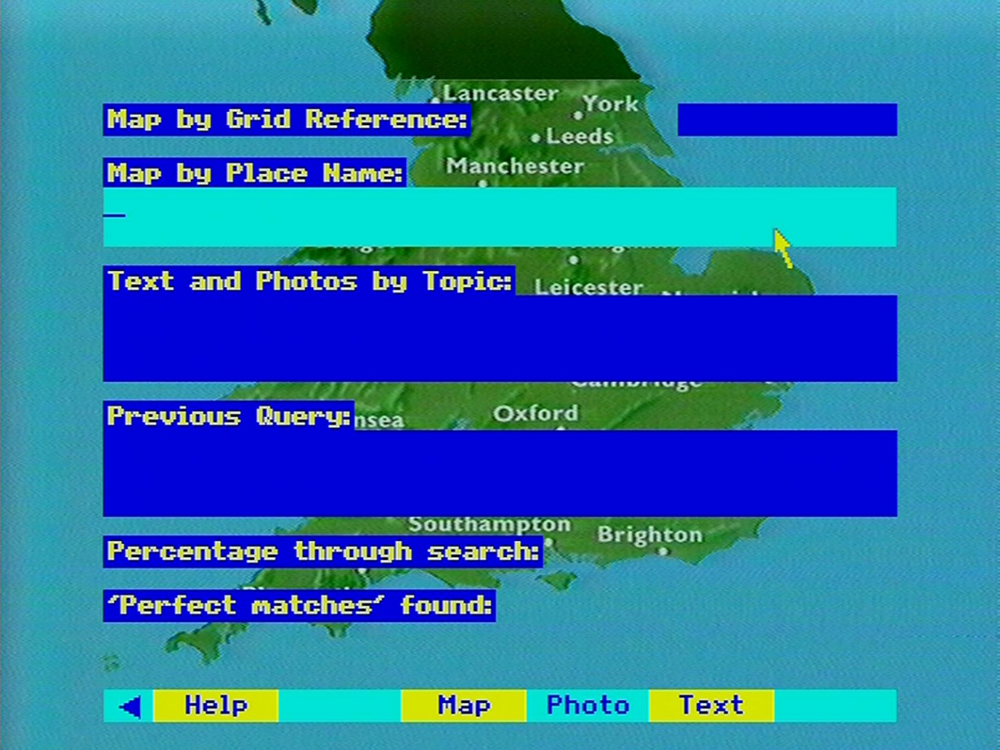 Lancaster
York
Map by Grid Reference:
Leeds
Manchester
Map by Place Name:
Text and Photos by Topic:
Leicester
Cambridge
Oxford
Previous Query:
Southampton
Brighton
Percentage through search:
‘Perfect matches’ found:
◀ Help Map Photo Text